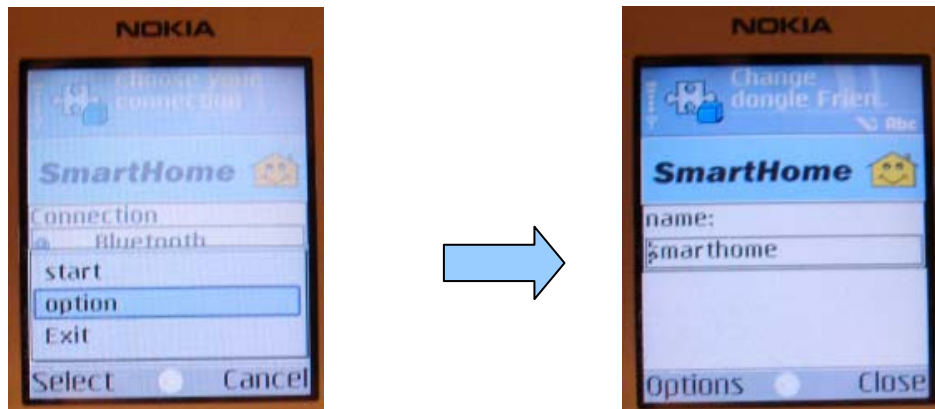 NOKIA
Choose your
connection
SmartHome
Connection
Bluetooth
start
option
Exit
Select Cancel
NOKIA
Change
dongle Frien..
Abc
SmartHome
name:
smarthome
Options Close